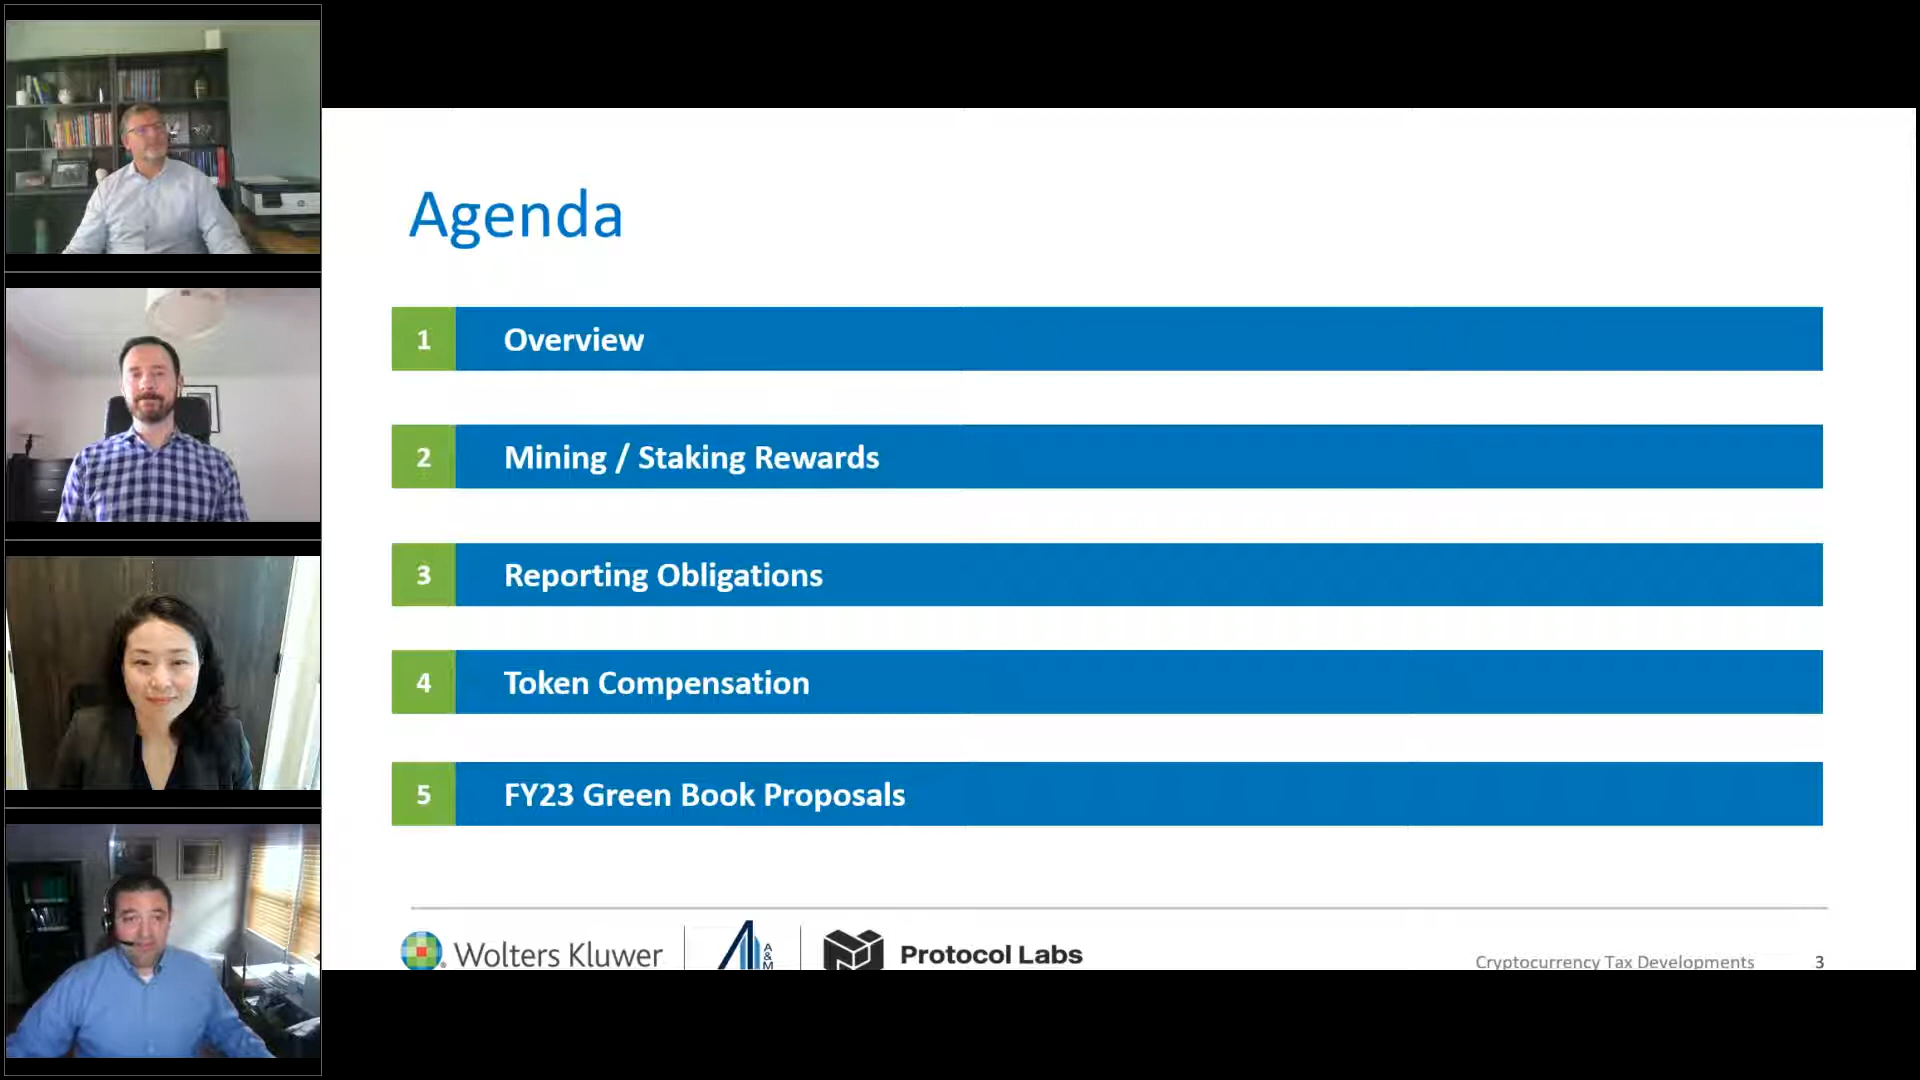 Agenda
1 Overview
2 Mining / Staking Rewards
3 Reporting Obligations
4 Token Compensation
5 FY23 Green Book Proposals
Wolters Kluwer
A&M
Protocol Labs
Cryptocurrency Tax Developments 3